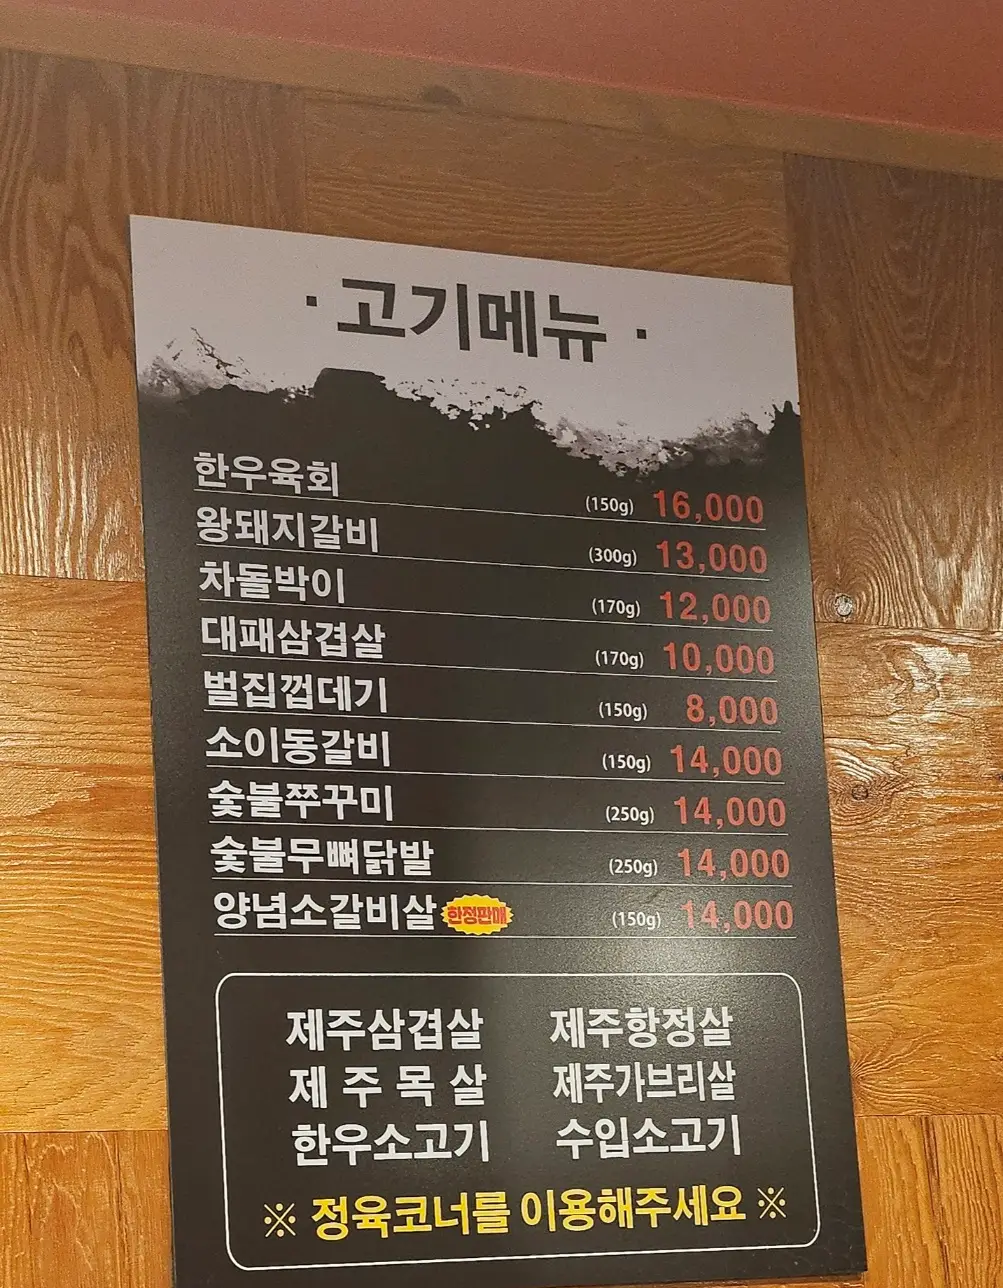 · 고기메뉴 ·
한우육회 (150g) 16,000
왕돼지갈비 (300g) 13,000
차돌박이 (170g) 12,000
대패삼겹살 (170g) 10,000
벌집껍데기 (150g) 8,000
소이동갈비 (150g) 14,000
숯불쭈꾸미 (250g) 14,000
숯불무뼈닭발 (250g) 14,000
양념소갈비살 한정판매 (150g) 14,000
제주삼겹살 제주항정살
제 주 목 살 제주가브리살
한우소고기 수입소고기
※ 정육코너를 이용해주세요 ※